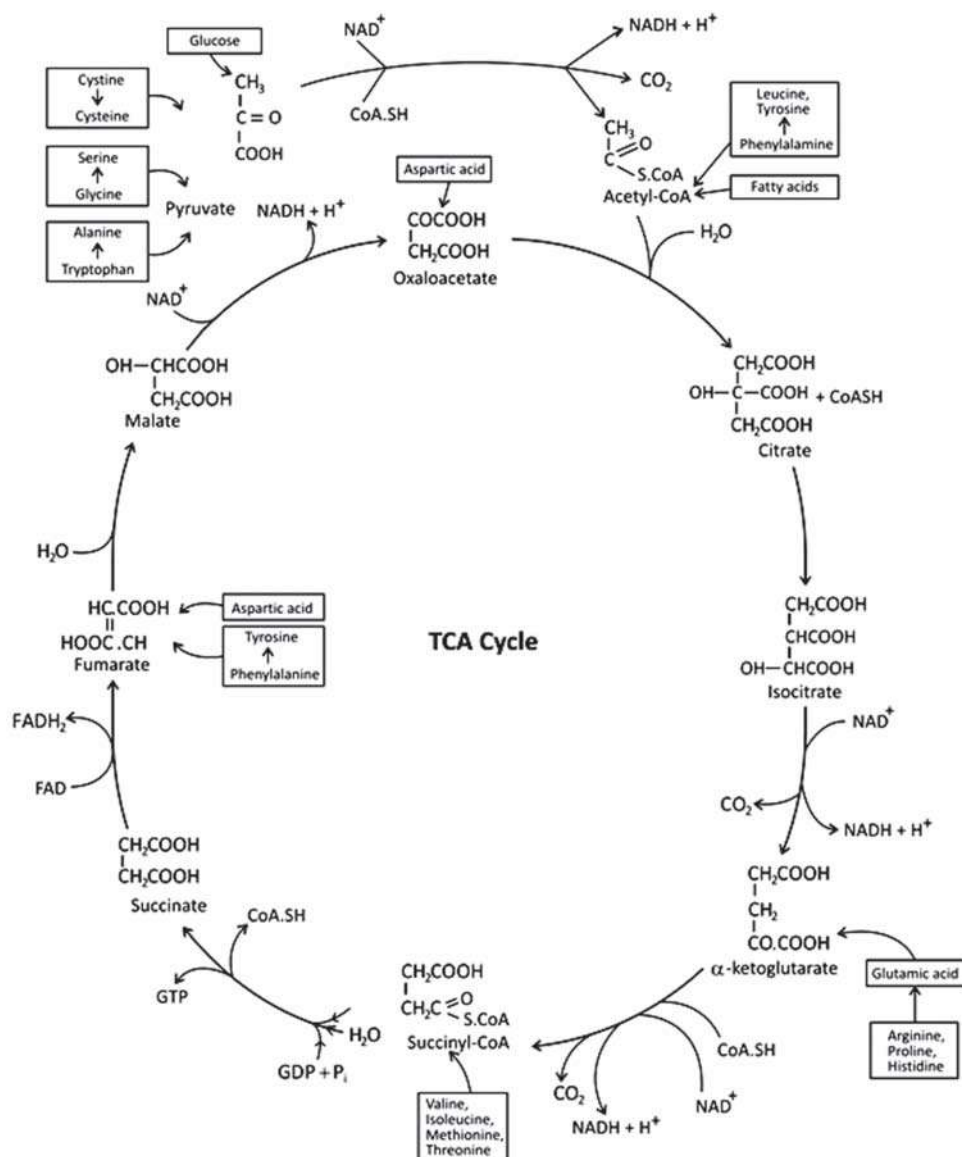 Glucose
NAD+
NADH + H+
CO2
CoA.SH
Cystine
Cysteine
CH3
C = O
COOH
Pyruvate
Serine
Glycine
Alanine
Tryptophan
CH3
C
O
S.CoA
Acetyl-CoA
Leucine,
Tyrosine
Phenylalamine
Fatty acids
H2O
Aspartic acid
COCOOH
CH2COOH
Oxaloacetate
NADH + H+
NAD+
OH—CHCOOH
CH2COOH
Malate
CH2COOH
OH—C—COOH + CoASH
CH2COOH
Citrate
H2O
HC.COOH
HOOC.CH
Fumarate
Aspartic acid
Tyrosine
Phenylalanine
TCA Cycle
CH2COOH
CHCOOH
OH—CHCOOH
Isocitrate
NAD+
CO2
NADH + H+
FADH2
FAD
CH2COOH
CH2COOH
Succinate
CH2COOH
CH2
CO.COOH
α-ketoglutarate
Glutamic acid
Arginine,
Proline,
Histidine
CoA.SH
GTP
H2O
GDP + Pi
CH2COOH
CH2C
O
S.CoA
Succinyl-CoA
Valine,
Isoleucine,
Methionine,
Threonine
CO2
NADH + H+
NAD+
CoA.SH